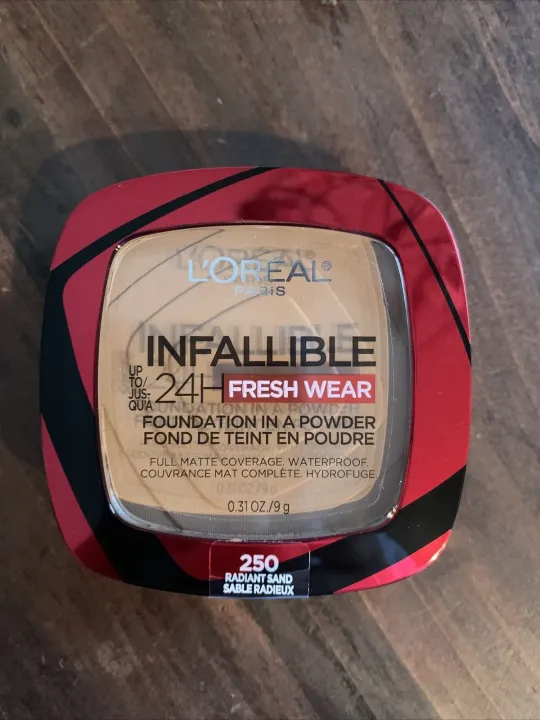 L'ORÉAL®
PARIS
INFALLIBLE
UP
TO/
JUS-
QU'À
24H FRESH WEAR
FOUNDATION IN A POWDER
FOND DE TEINT EN POUDRE
FULL MATTE COVERAGE. WATERPROOF.
COUVRANCE MAT COMPLÈTE. HYDROFUGE.
0.31 OZ./9 g
250
RADIANT SAND
SABLE RADIEUX